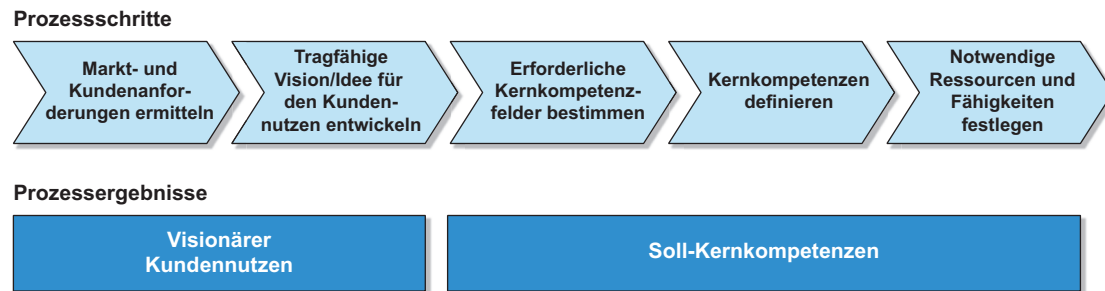 Prozessschritte
Markt- und
Kundenanfor-
derungen ermitteln
Tragfähige
Vision/Idee für
den Kunden-
nutzen entwickeln
Erforderliche
Kernkompetenz-
felder bestimmen
Kernkompetenzen
definieren
Notwendige
Ressourcen und
Fähigkeiten
festlegen
Prozessergebnisse
Visionärer
Kundennutzen
Soll-Kernkompetenzen